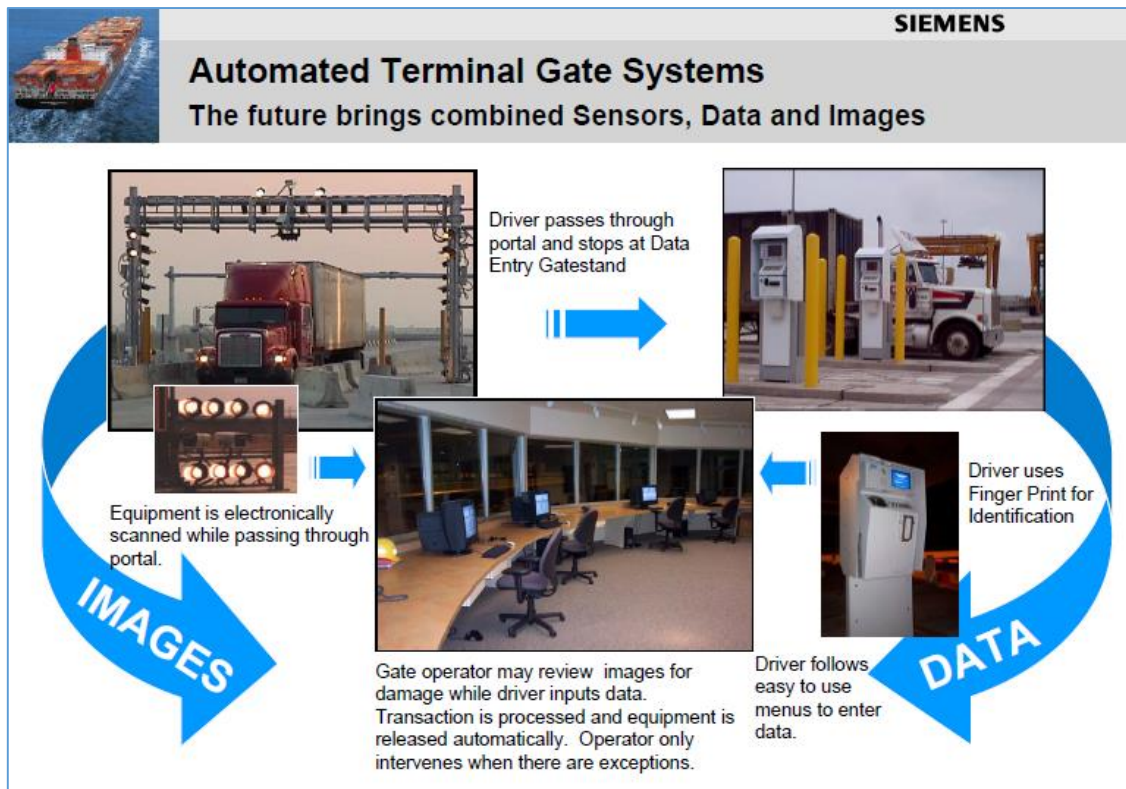 SIEMENS
Automated Terminal Gate Systems
The future brings combined Sensors, Data and Images
Driver passes through
portal and stops at Data
Entry Gatestand
Equipment is electronically
scanned while passing through
portal.
Driver uses
Finger Print for
Identification
IMAGES
DATA
Gate operator may review images for
damage while driver inputs data.
Transaction is processed and equipment is
released automatically. Operator only
intervenes when there are exceptions.
Driver follows
easy to use
menus to enter
data.